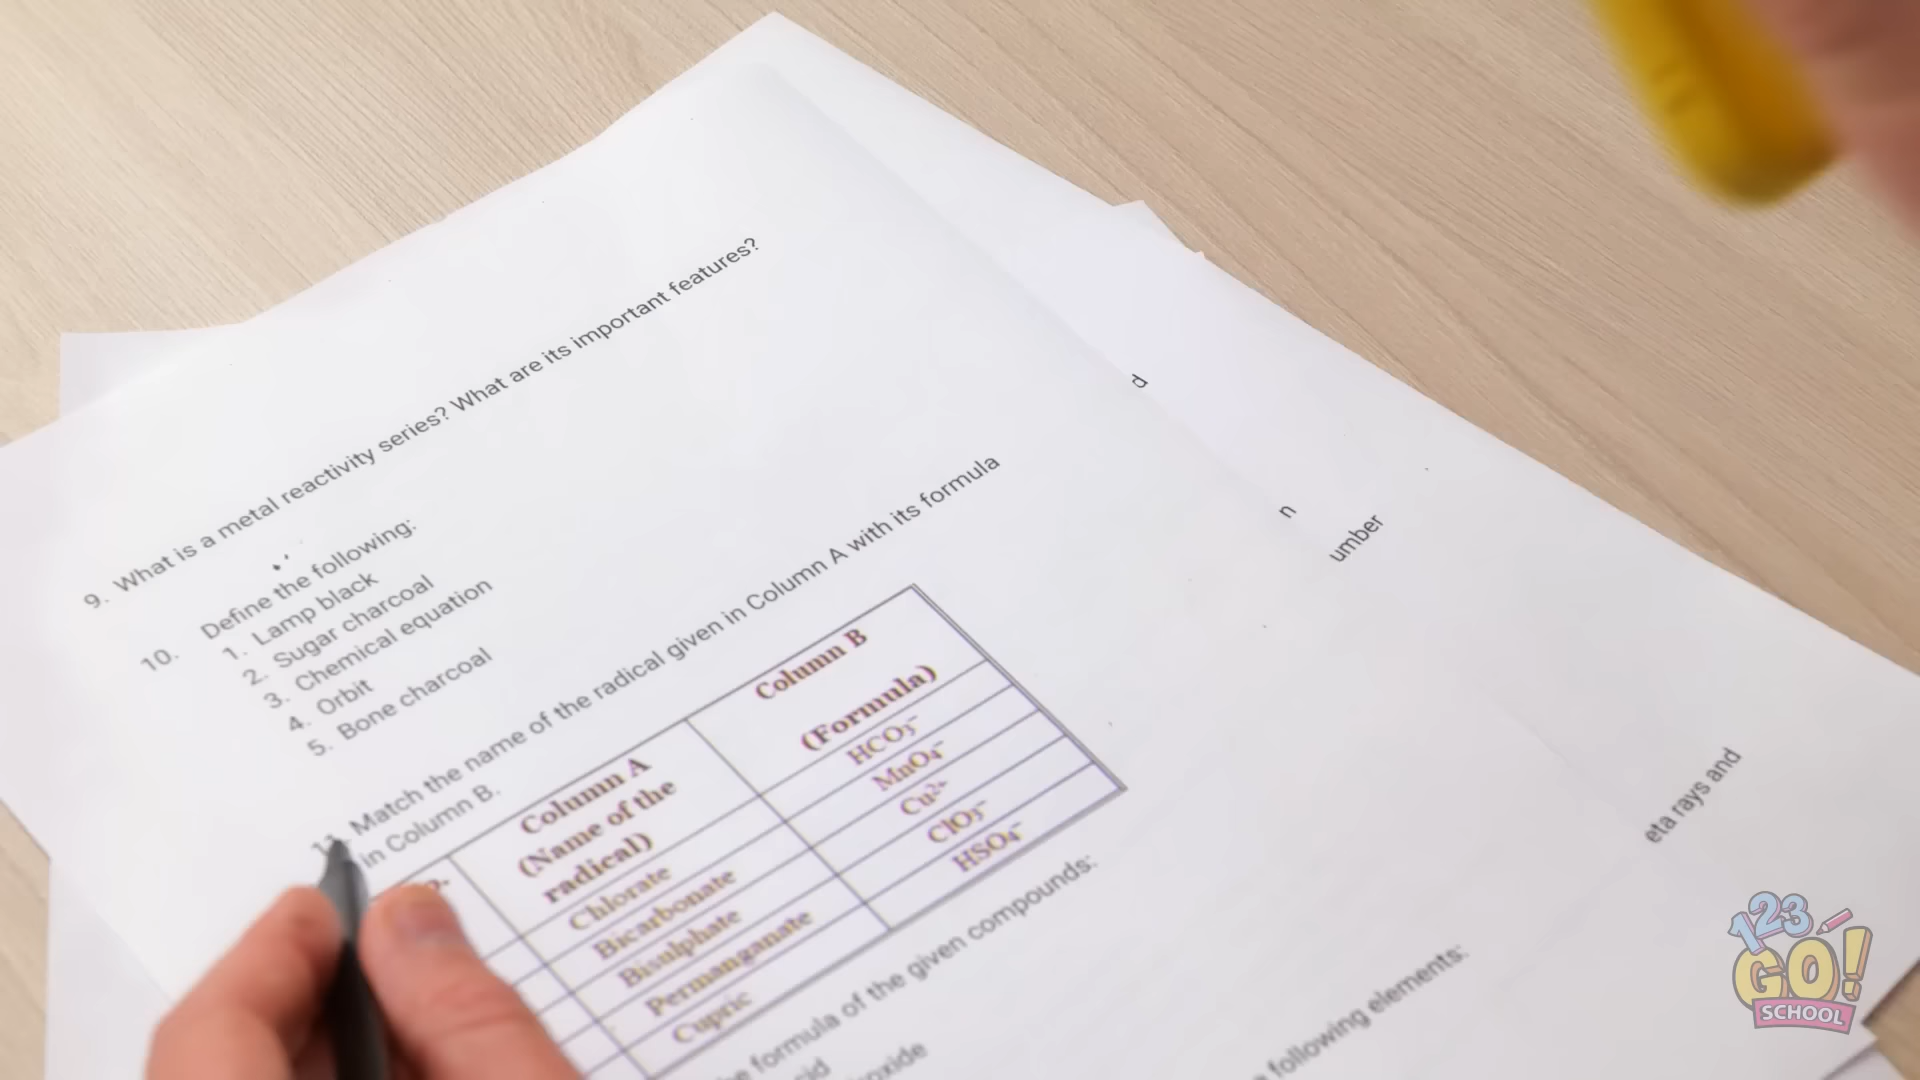 9. What is a metal reactivity series? What are its important features?
10. Define the following:
1. Lamp black
2. Sugar charcoal
3. Chemical equation
4. Orbit
5. Bone charcoal
11. Match the name of the radical given in Column A with its formula
in Column B.
Column A
(Name of the
radical)
Column B
(Formula)
Chlorate HCO₃⁻
Bicarbonate MnO₄⁻
Bisulphate Cu²⁺
Permanganate ClO₃⁻
Cupric HSO₄⁻
formula of the given compounds:
following elements:
d
n
umber
eta rays and
123
GO!
SCHOOL